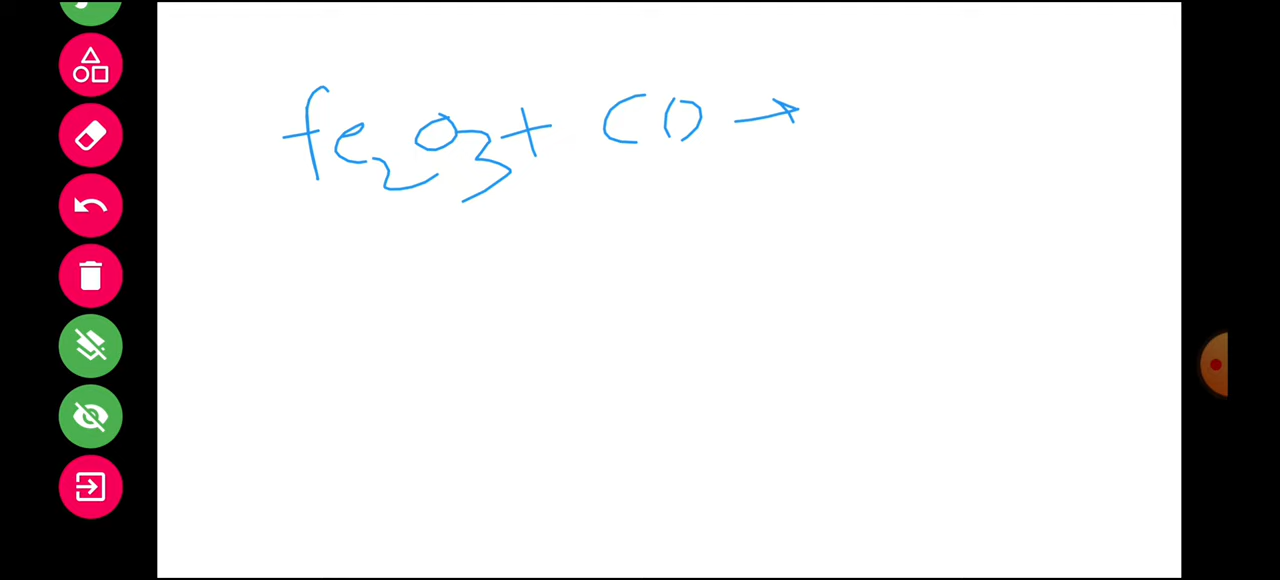 fe₂O₃ + CO →